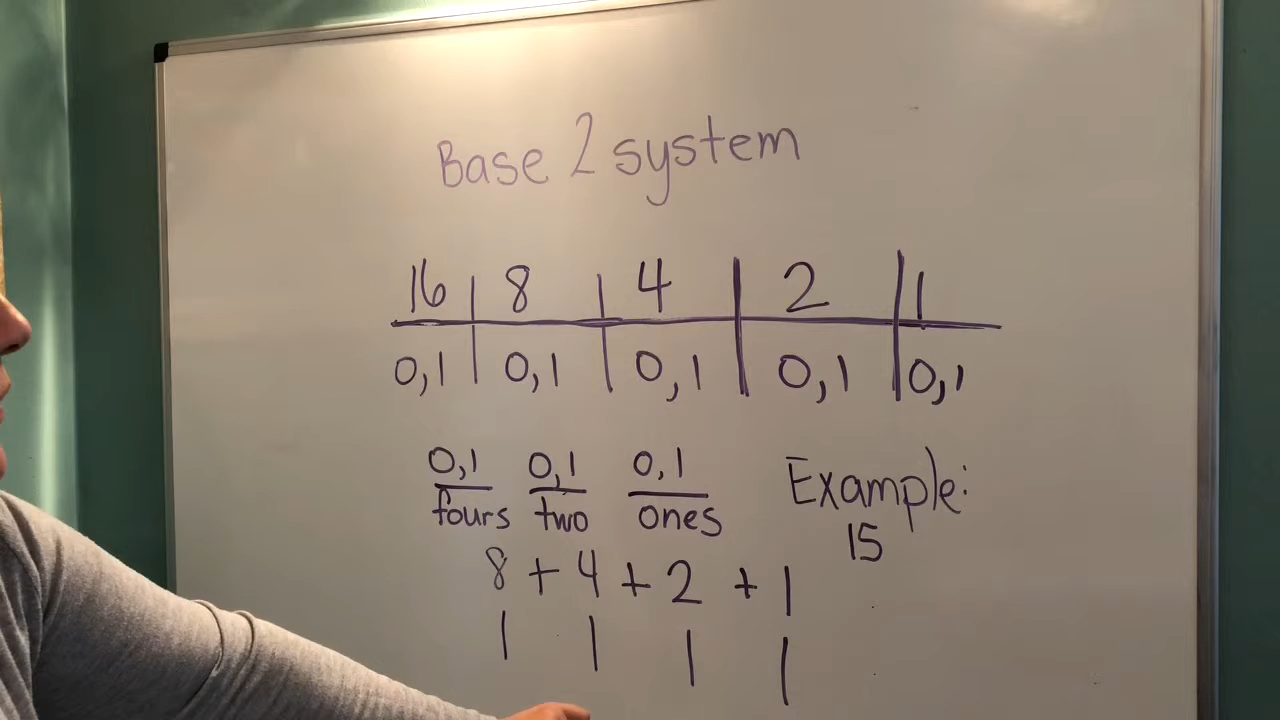 Base 2 system
16 8 4 2 1
0,1 0,1 0,1 0,1 0,1
0,1 0,1 0,1
fours two ones
Example:
15
8 + 4 + 2 + 1
1 1 1 1